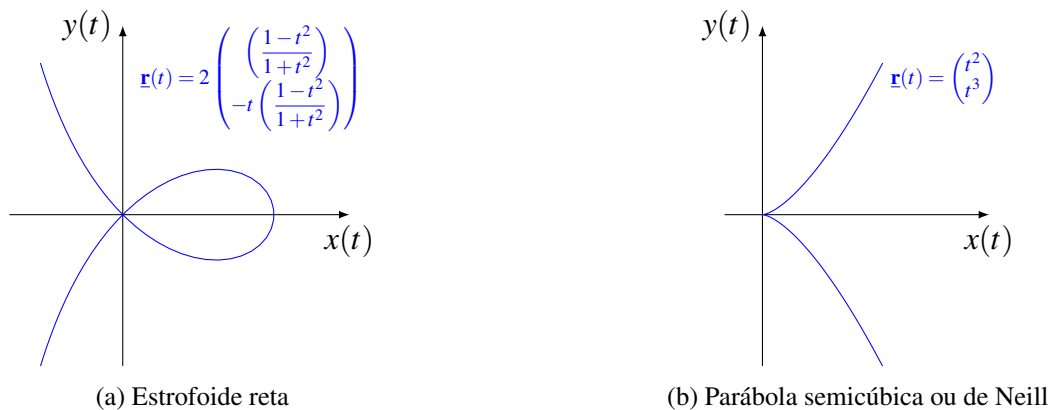 y(t)
r(t) = 2 ( ( (1−t²)/(1+t²) ) −t ( (1−t²)/(1+t²) ) )
x(t)
(a) Estrofoide reta
y(t)
r(t) = ( t² t³ )
x(t)
(b) Parábola semicúbica ou de Neill